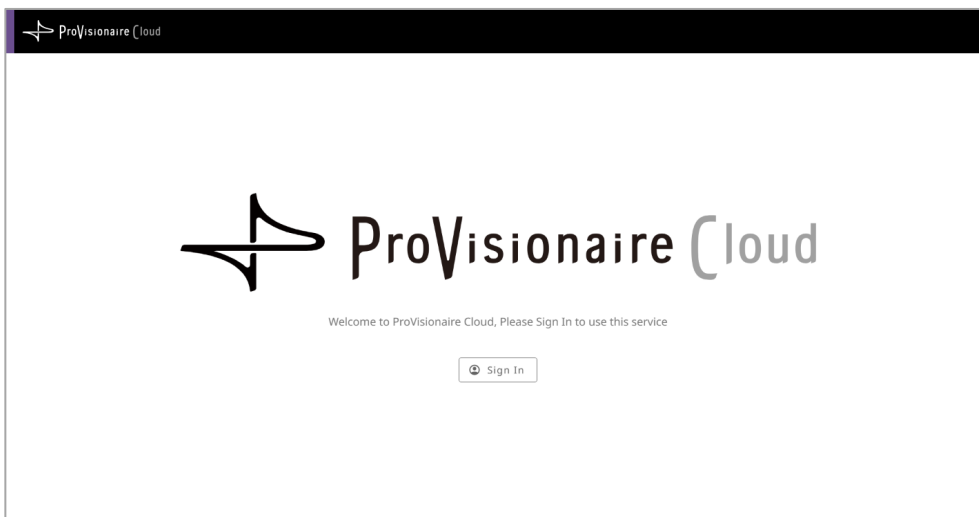 ProVisionaire Cloud
ProVisionaire Cloud
Welcome to ProVisionaire Cloud, Please Sign In to use this service
Sign In